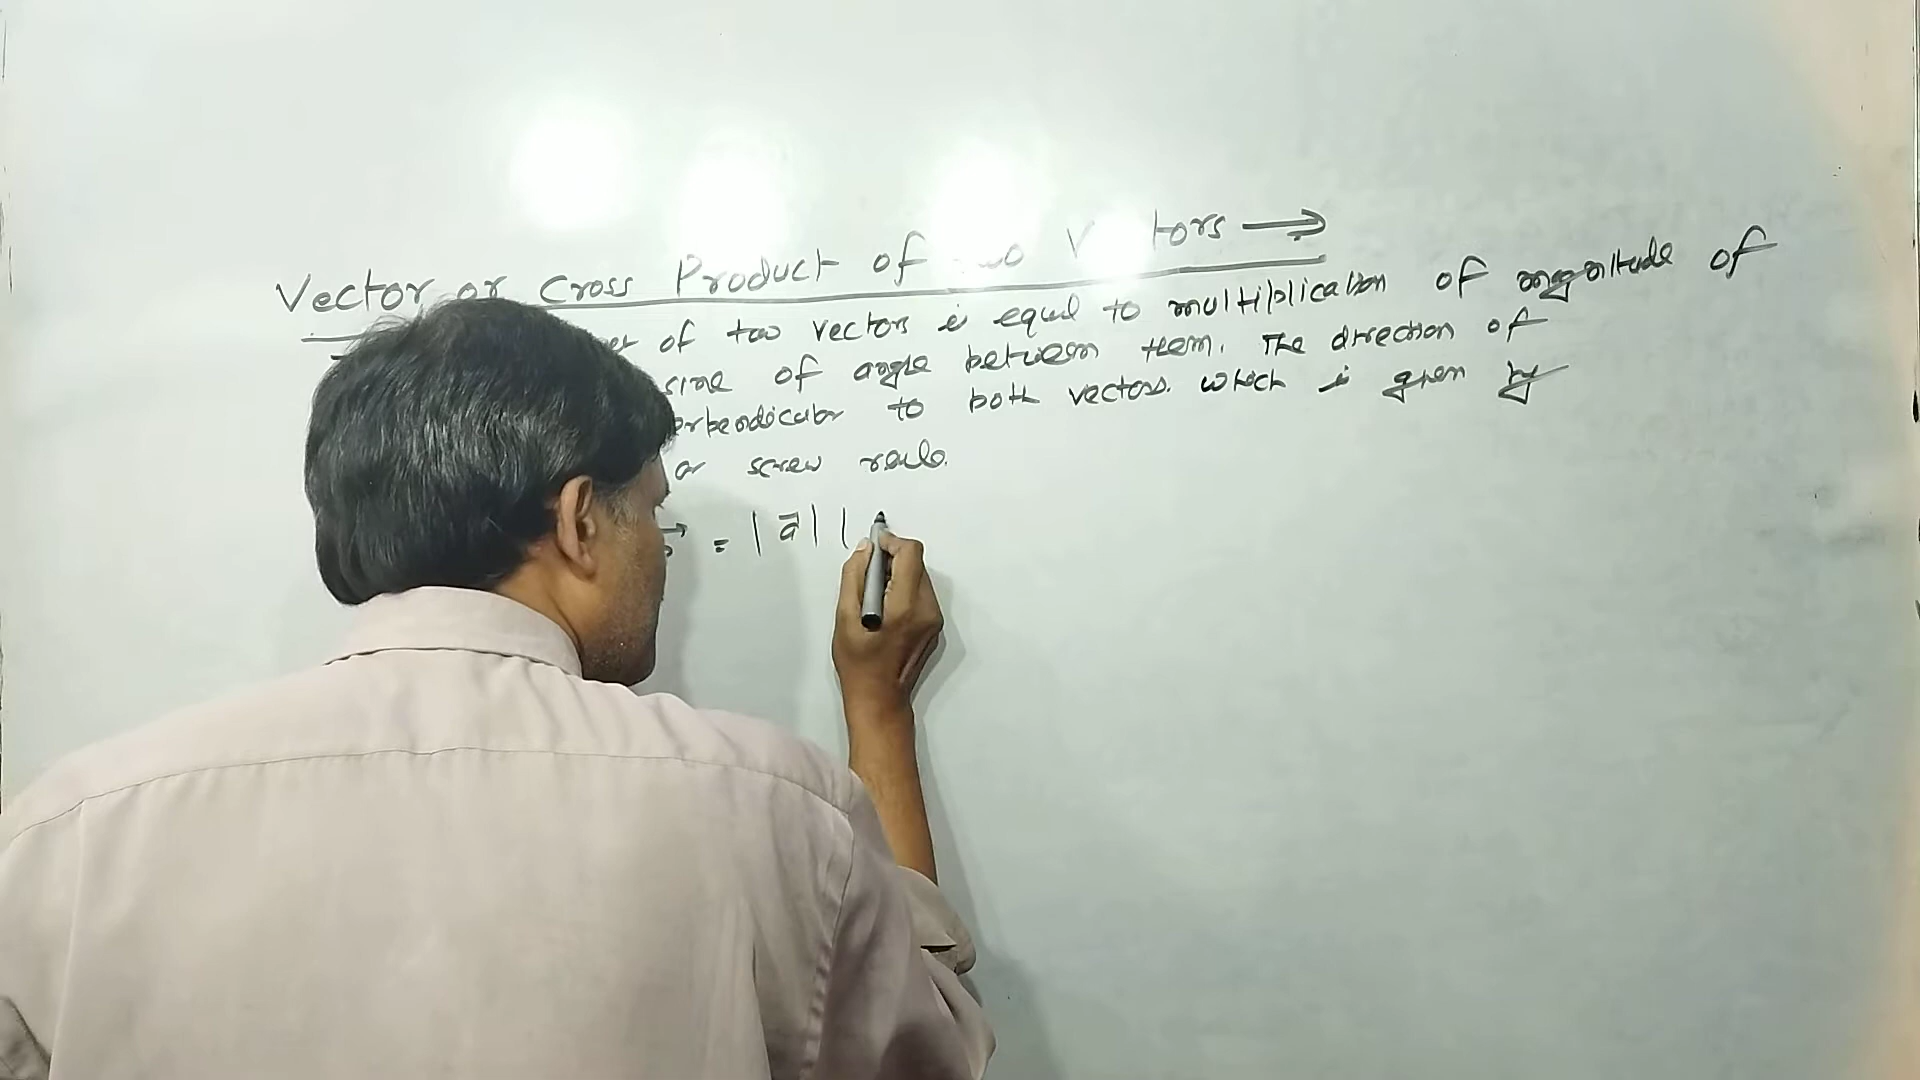 Vector or Cross Product of two Vectors →
of two vectors is equal to multiplication of magnitude of
sine of angle between them. The direction of
perpendicular to both vectors. which is given by
or screw rule.
= |a⃗| |